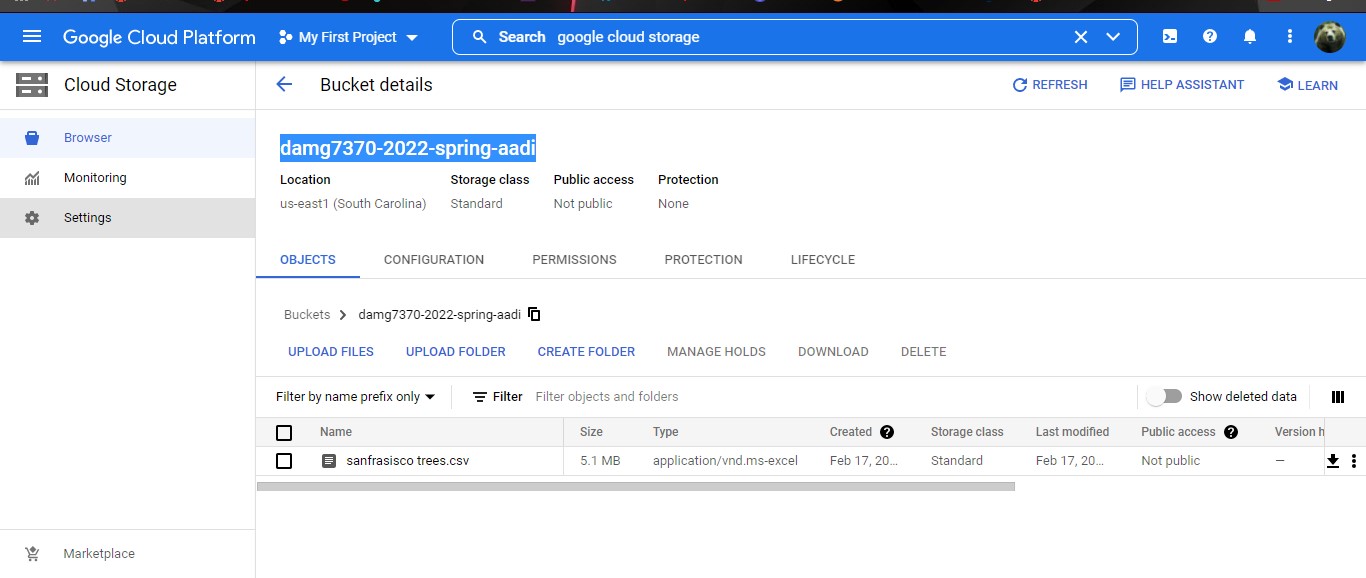 Google Cloud Platform My First Project Search google cloud storage
Cloud Storage
Browser
Monitoring
Settings
Marketplace
Bucket details REFRESH HELP ASSISTANT LEARN
damg7370-2022-spring-aadi
Location Storage class Public access Protection
us-east1 (South Carolina) Standard Not public None
OBJECTS CONFIGURATION PERMISSIONS PROTECTION LIFECYCLE
Buckets > damg7370-2022-spring-aadi
UPLOAD FILES UPLOAD FOLDER CREATE FOLDER MANAGE HOLDS DOWNLOAD DELETE
Filter by name prefix only Filter Filter objects and folders Show deleted data
Name Size Type Created Storage class Last modified Public access Version h
sanfrasisco trees.csv 5.1 MB application/vnd.ms-excel Feb 17, 20... Standard Feb 17, 20... Not public —